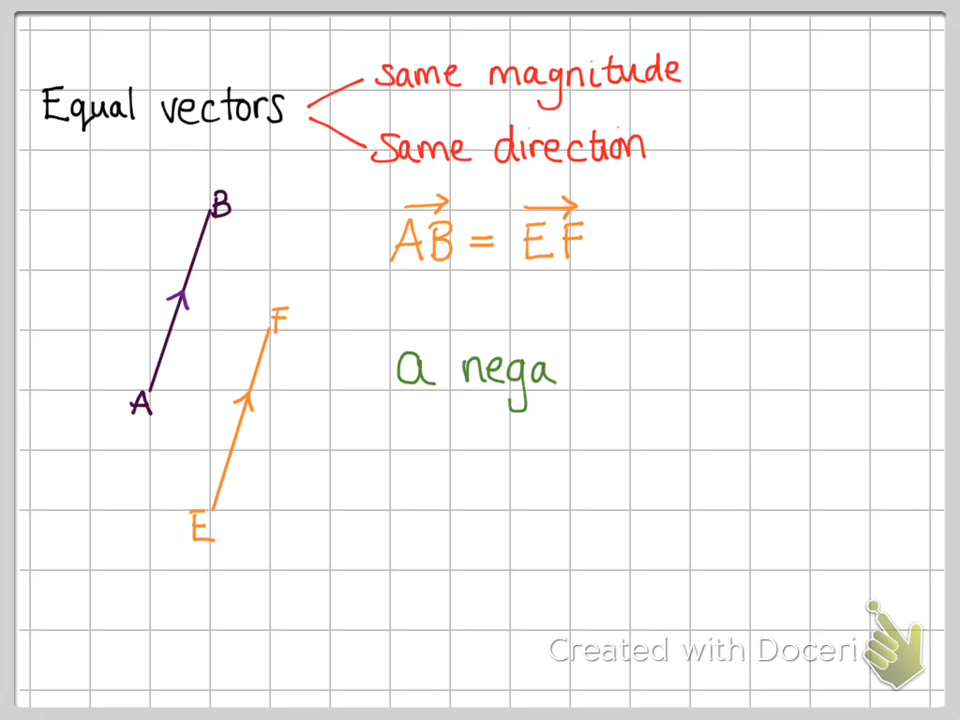 same magnitude
Equal vectors
same direction
B
AB = EF
F
a nega
A
E
Created with Doceri